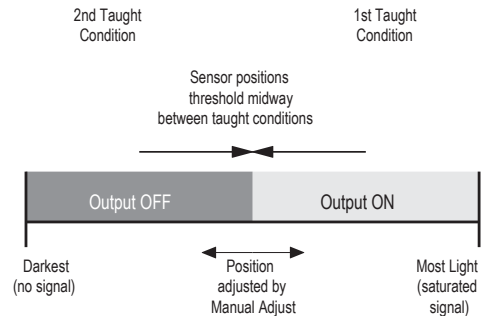 2nd Taught
Condition
1st Taught
Condition
Sensor positions
threshold midway
between taught conditions
Output OFF
Output ON
Darkest
(no signal)
Position
adjusted by
Manual Adjust
Most Light
(saturated
signal)